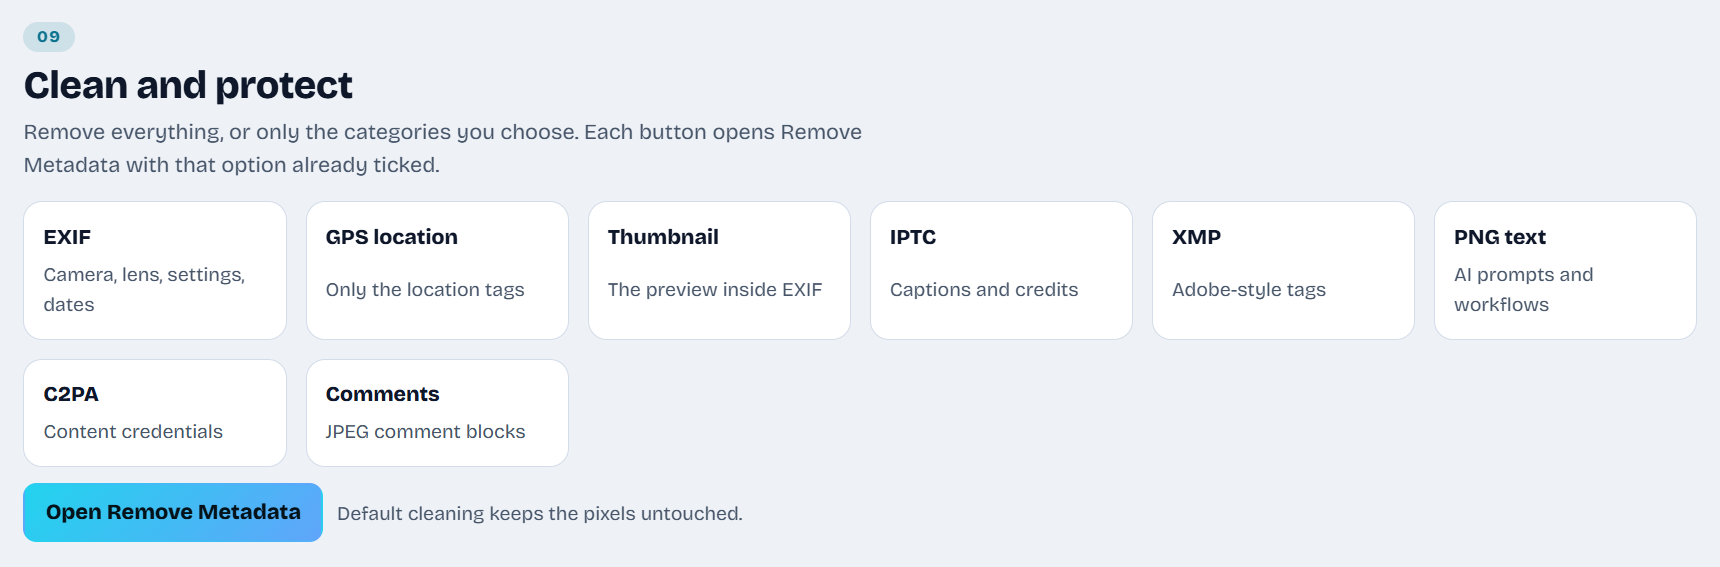 09
Clean and protect
Remove everything, or only the categories you choose. Each button opens Remove
Metadata with that option already ticked.
EXIF
Camera, lens, settings,
dates
GPS location
Only the location tags
Thumbnail
The preview inside EXIF
IPTC
Captions and credits
XMP
Adobe-style tags
PNG text
AI prompts and
workflows
C2PA
Content credentials
Comments
JPEG comment blocks
Open Remove Metadata
Default cleaning keeps the pixels untouched.